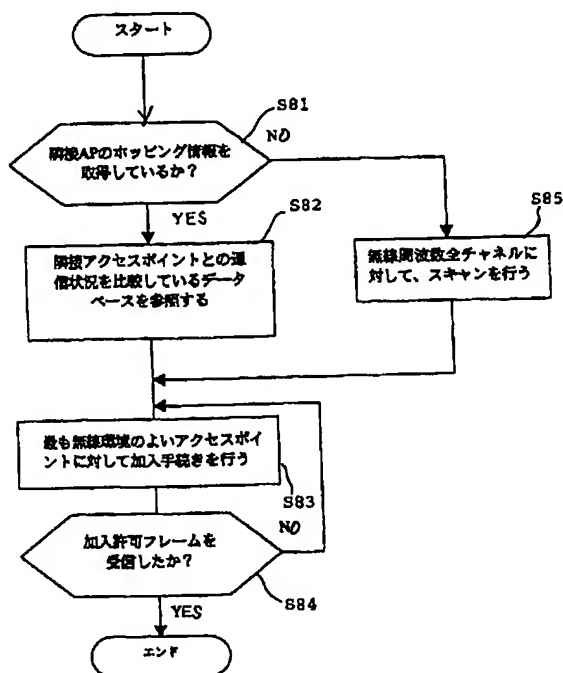 スタート
S81
隣接APのホッピング情報を
取得しているか？
NO
YES
S82
隣接アクセスポイントとの通
信状況を比較しているデータ
ベースを参照する
S85
無線周波数全チャネルに
対して、スキャンを行う
最も無線環境のよいアクセスポイ
ントに対して加入手続きを行う
S83
加入許可フレームを
受信したか？
NO
S84
YES
エンド